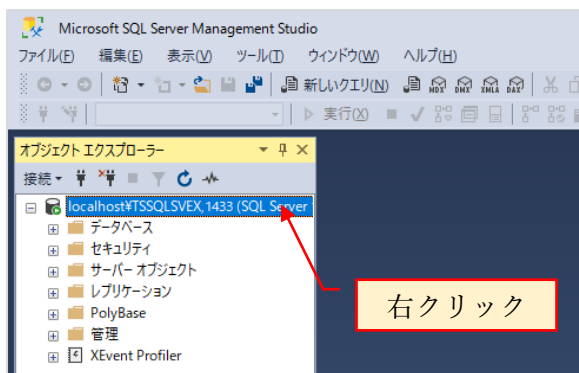 Microsoft SQL Server Management Studio
ファイル(F) 編集(E) 表示(V) ツール(T) ウィンドウ(W) ヘルプ(H)
新しいクエリ(N) MDX DMX XMLA DAX
実行(X)
オブジェクト エクスプローラー
接続
localhost¥TSSQLSVEX,1433 (SQL Server
データベース
セキュリティ
サーバー オブジェクト
レプリケーション
PolyBase
管理
XEvent Profiler
右クリック